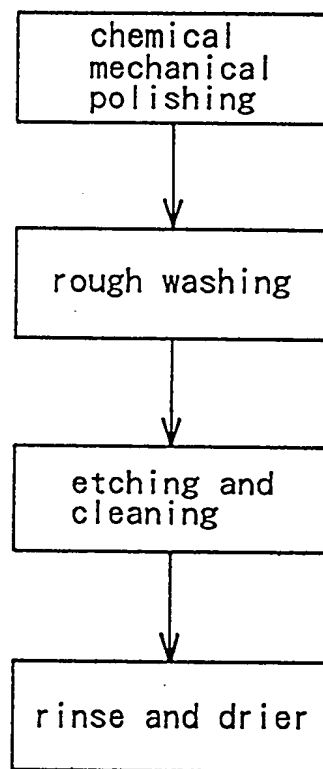 chemical
mechanical
polishing
rough washing
etching and
cleaning
rinse and drier